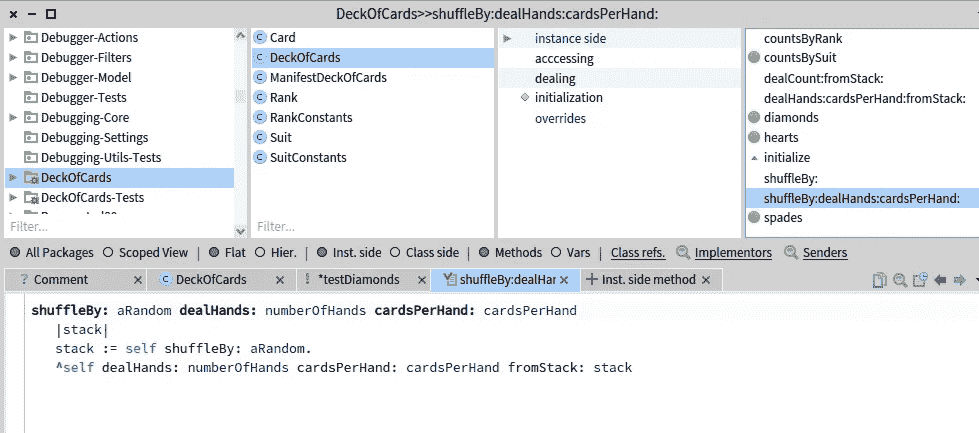 DeckOfCards>>shuffleBy:dealHands:cardsPerHand:
Debugger-Actions
Debugger-Filters
Debugger-Model
Debugger-Tests
Debugging-Core
Debugging-Settings
Debugging-Utils-Tests
DeckOfCards
DeckOfCards-Tests
Filter...
Card
DeckOfCards
ManifestDeckOfCards
Rank
RankConstants
Suit
SuitConstants
Filter...
instance side
acccessing
dealing
initialization
overrides
countsByRank
countsBySuit
dealCount:fromStack:
dealHands:cardsPerHand:fromStack:
diamonds
hearts
initialize
shuffleBy:
shuffleBy:dealHands:cardsPerHand:
spades
All Packages Scoped View | Flat Hier. | Inst. side Class side | Methods Vars | Class refs. Implementors Senders
? Comment × DeckOfCards × ! *testDiamonds × shuffleBy:dealHar × + Inst. side method ×
shuffleBy: aRandom dealHands: numberOfHands cardsPerHand: cardsPerHand
|stack|
stack := self shuffleBy: aRandom.
^self dealHands: numberOfHands cardsPerHand: cardsPerHand fromStack: stack